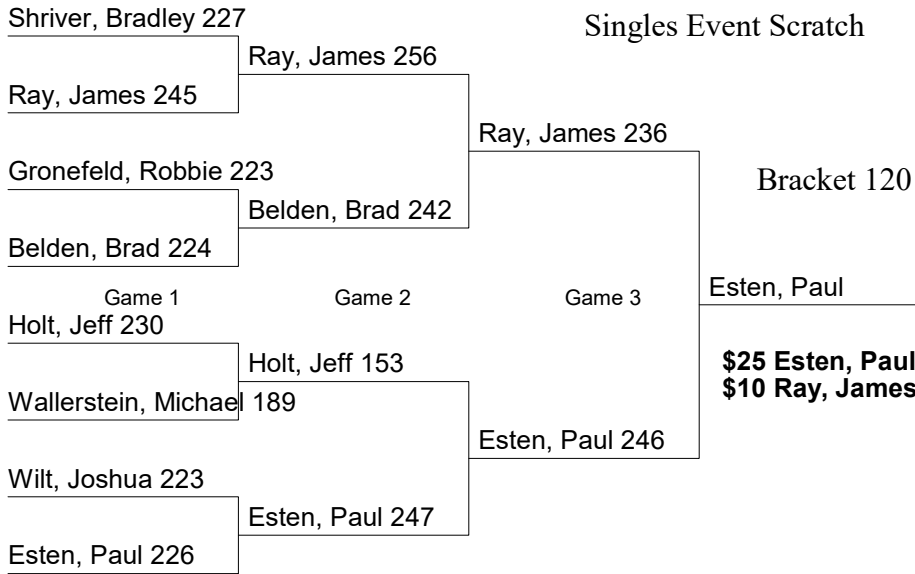 Shriver, Bradley 227
Singles Event Scratch
Ray, James 256
Ray, James 245
Ray, James 236
Gronefeld, Robbie 223
Bracket 120
Belden, Brad 242
Belden, Brad 224
Game 1
Game 2
Game 3
Esten, Paul
Holt, Jeff 230
Holt, Jeff 153
$25 Esten, Paul
$10 Ray, James
Wallerstein, Michael 189
Esten, Paul 246
Wilt, Joshua 223
Esten, Paul 247
Esten, Paul 226